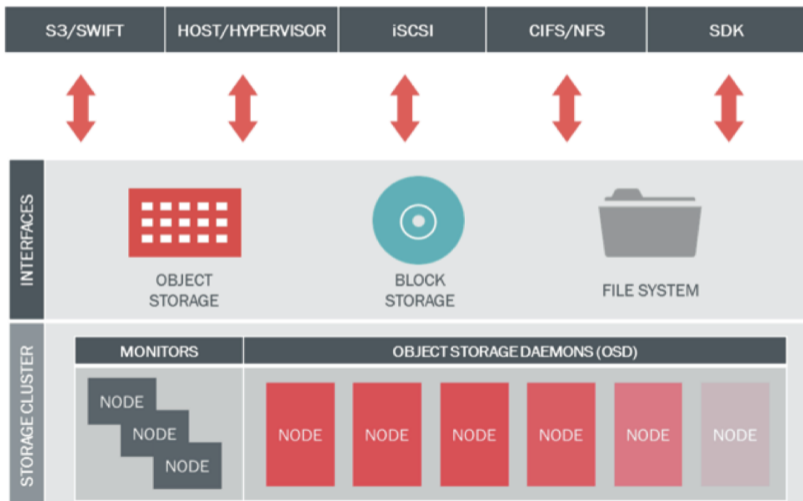 S3/SWIFT
HOST/HYPERVISOR
iSCSI
CIFS/NFS
SDK
INTERFACES
OBJECT
STORAGE
BLOCK
STORAGE
FILE SYSTEM
STORAGE CLUSTER
MONITORS
OBJECT STORAGE DAEMONS (OSD)
NODE
NODE
NODE
NODE
NODE
NODE
NODE
NODE
NODE